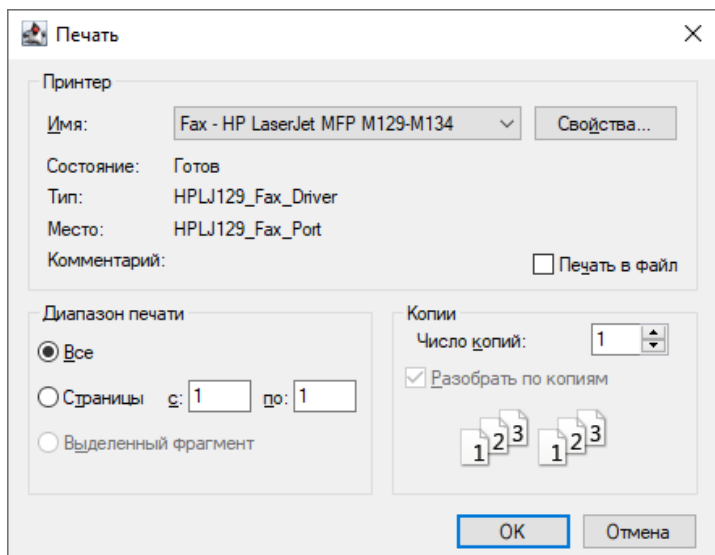 Печать
Принтер
Имя: Fax - HP LaserJet MFP M129-M134 Свойства...
Состояние: Готов
Тип: HPLJ129_Fax_Driver
Место: HPLJ129_Fax_Port
Комментарий: Печать в файл
Диапазон печати
Все
Страницы с: 1 по: 1
Выделенный фрагмент
Копии
Число копий: 1
Разобрать по копиям
1 2 3 1 2 3
OK Отмена